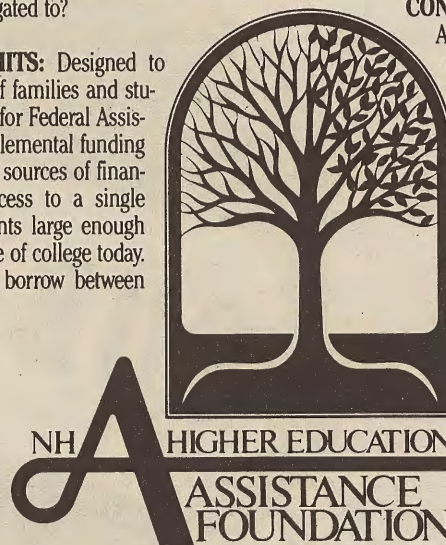 gated to?
CON
A
ITS: Designed to
f families and stu-
for Federal Assis-
lemental funding
sources of finan-
cess to a single
nts large enough
e of college today.
borrow between
NH A HIGHER EDUCATION
ASSISTANCE
FOUNDATION